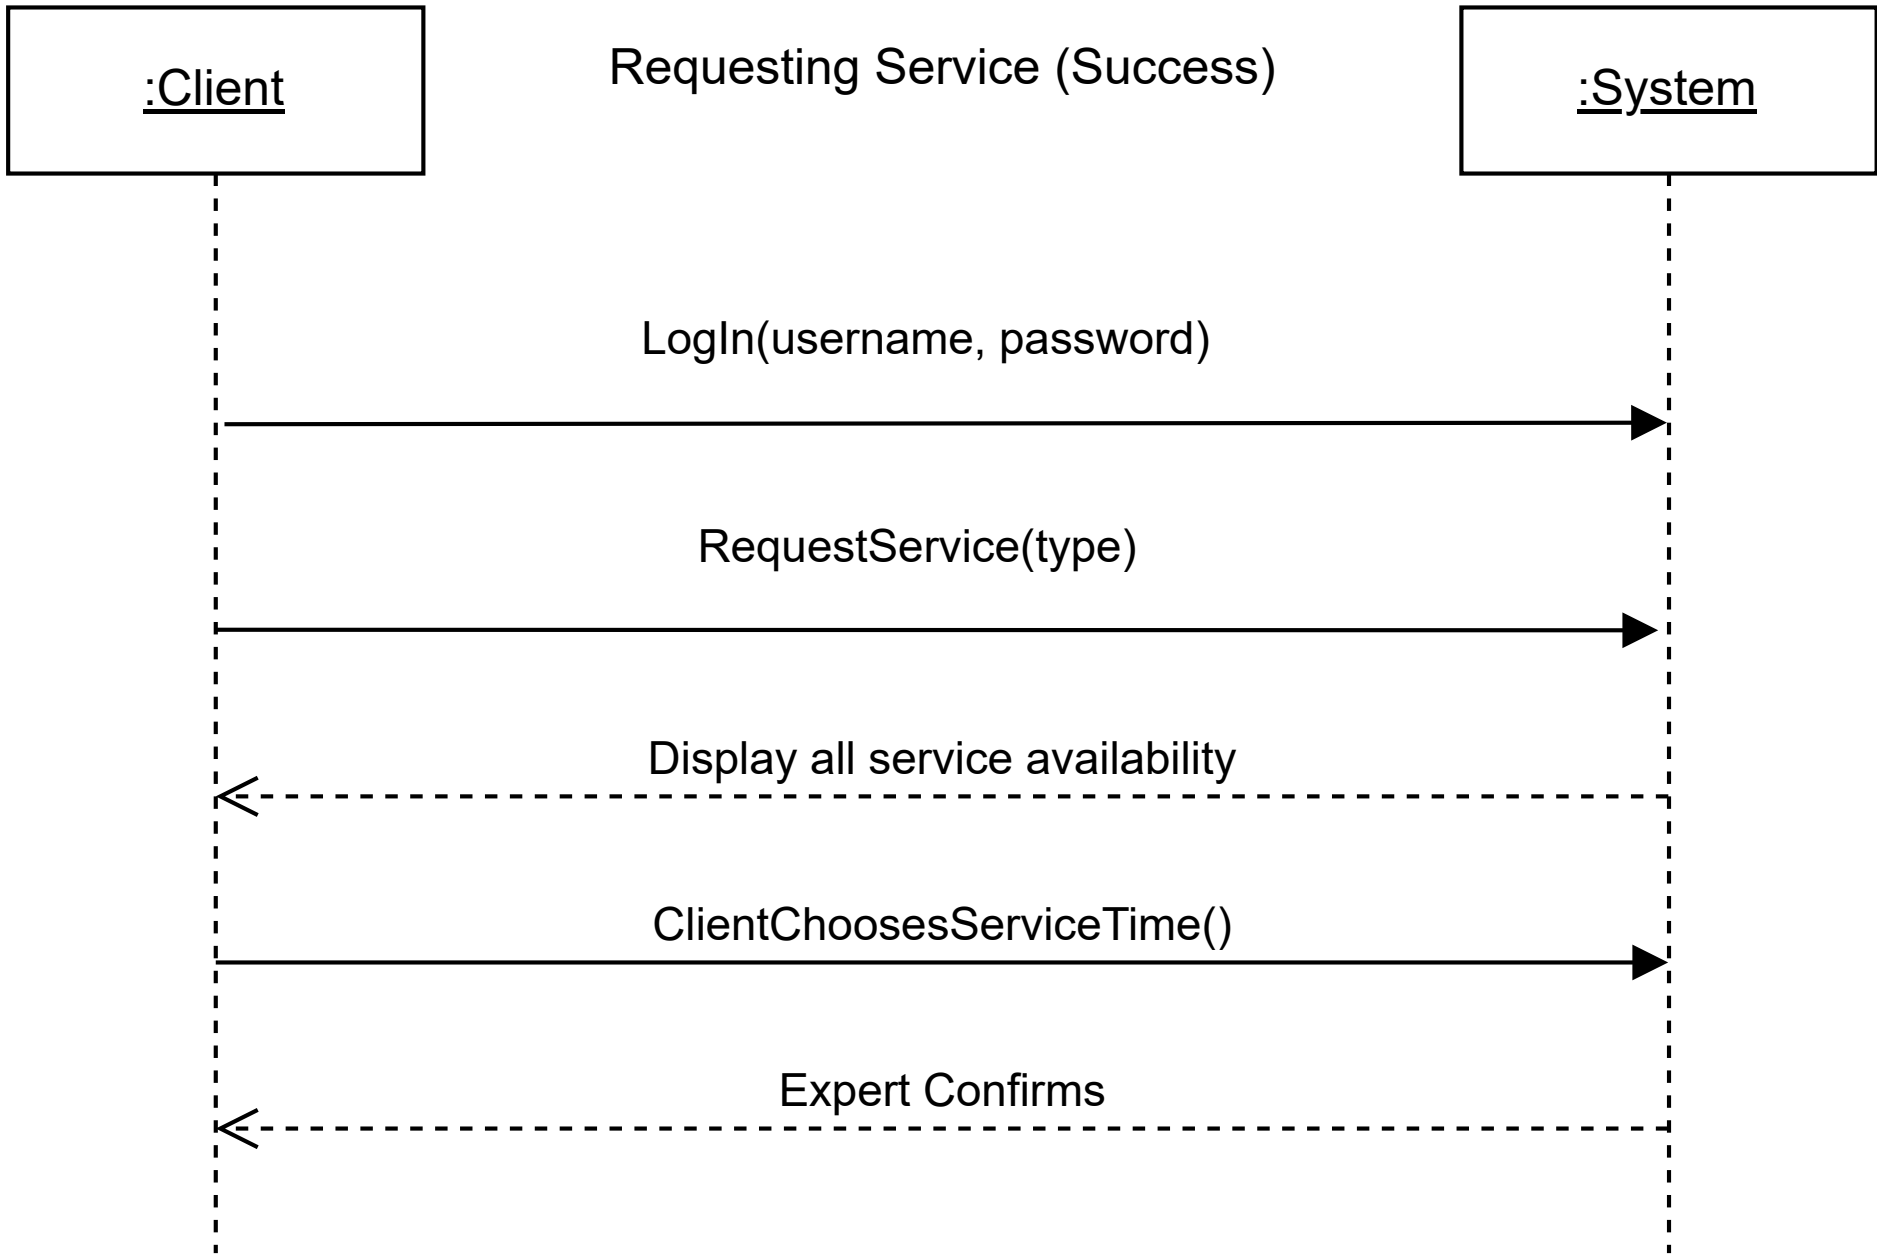 :Client
Requesting Service (Success)
:System
LogIn(username, password)
RequestService(type)
Display all service availability
ClientChoosesServiceTime()
Expert Confirms